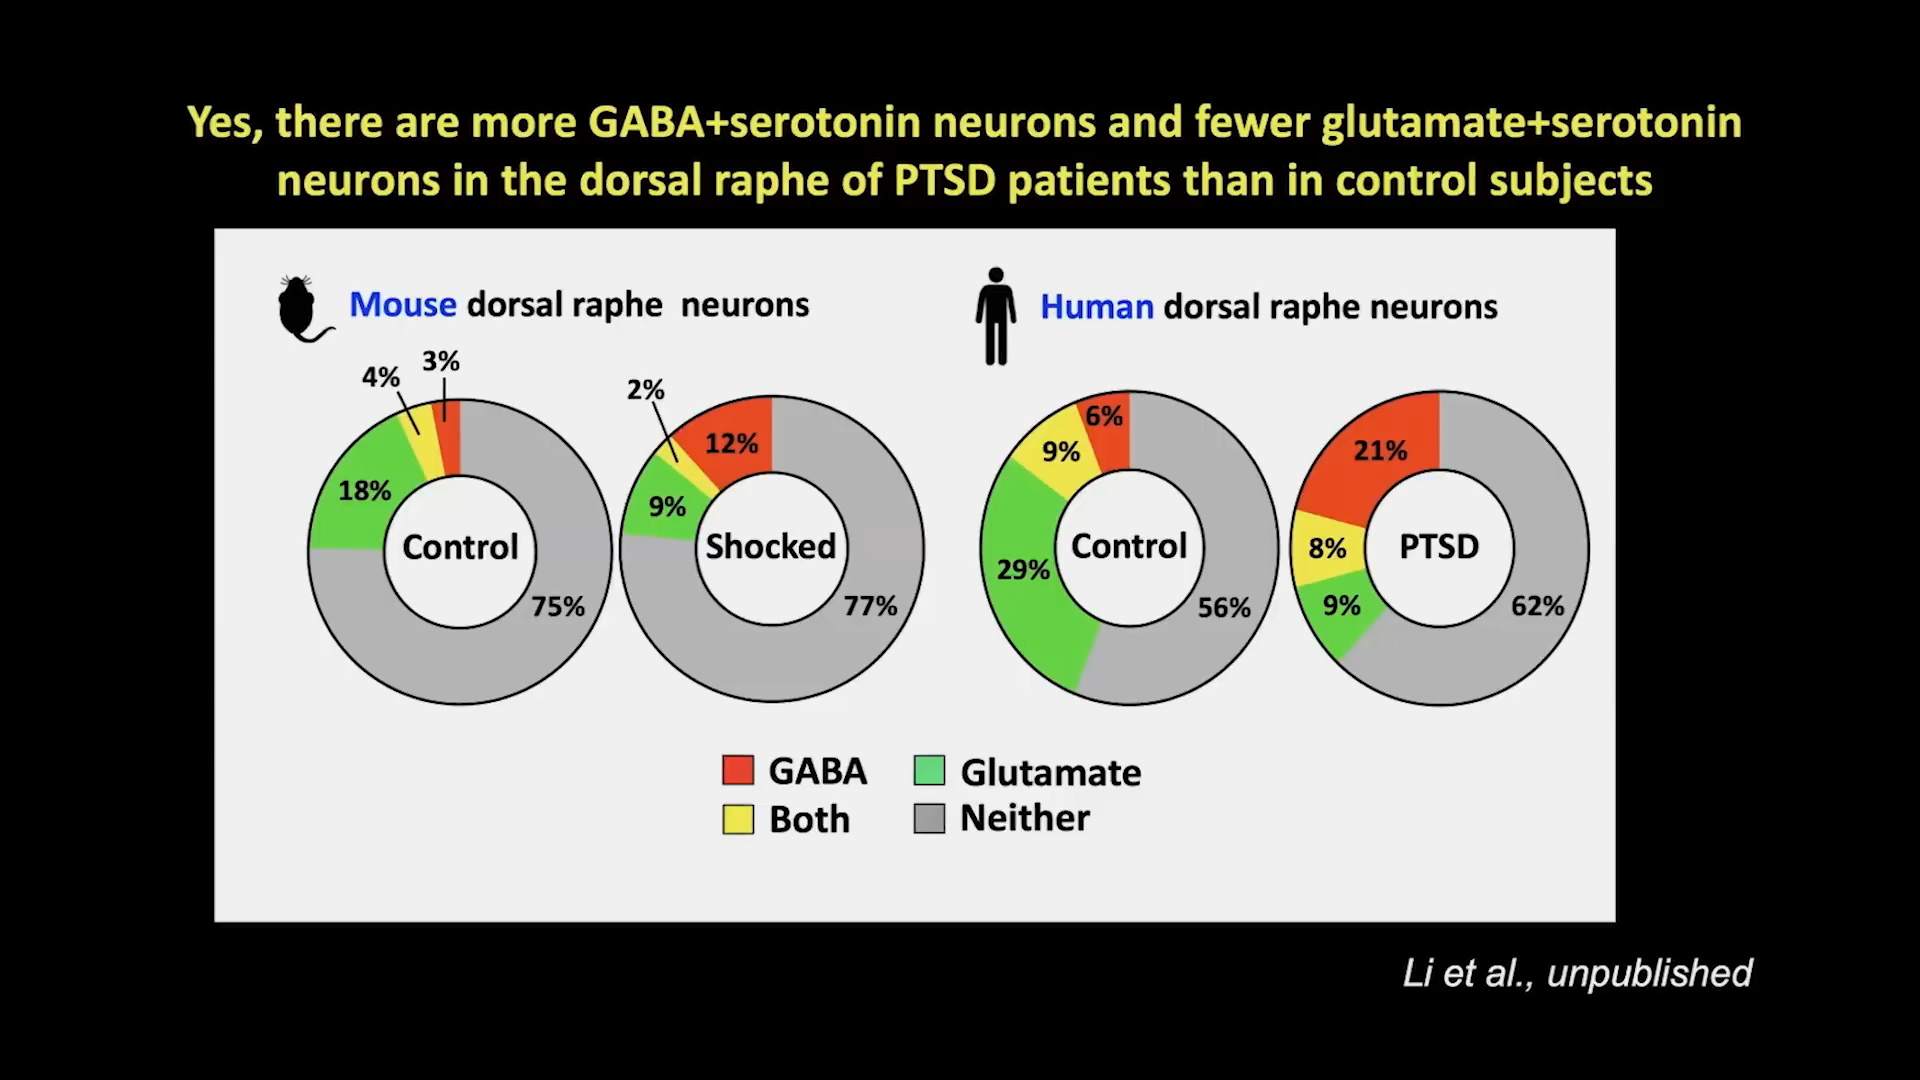 Yes, there are more GABA+serotonin neurons and fewer glutamate+serotonin
neurons in the dorsal raphe of PTSD patients than in control subjects
Mouse dorsal raphe neurons
4%
3%
18%
Control
75%
2%
12%
9%
Shocked
77%
Human dorsal raphe neurons
6%
9%
29%
Control
56%
21%
8%
9%
PTSD
62%
GABA
Glutamate
Both
Neither
Li et al., unpublished